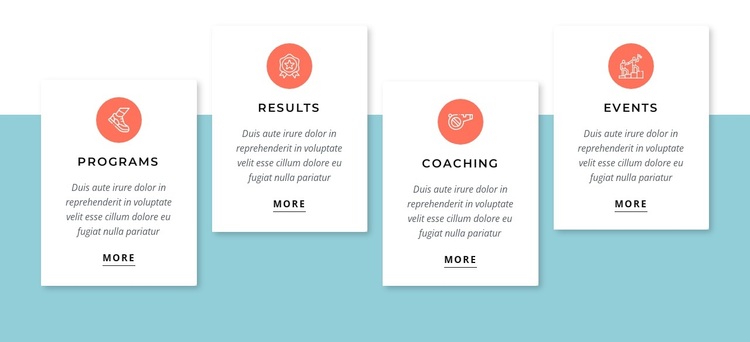 PROGRAMS
Duis aute irure dolor in
reprehenderit in voluptate
velit esse cillum dolore eu
fugiat nulla pariatur
MORE
RESULTS
Duis aute irure dolor in
reprehenderit in voluptate
velit esse cillum dolore eu
fugiat nulla pariatur
MORE
COACHING
Duis aute irure dolor in
reprehenderit in voluptate
velit esse cillum dolore eu
fugiat nulla pariatur
MORE
EVENTS
Duis aute irure dolor in
reprehenderit in voluptate
velit esse cillum dolore eu
fugiat nulla pariatur
MORE